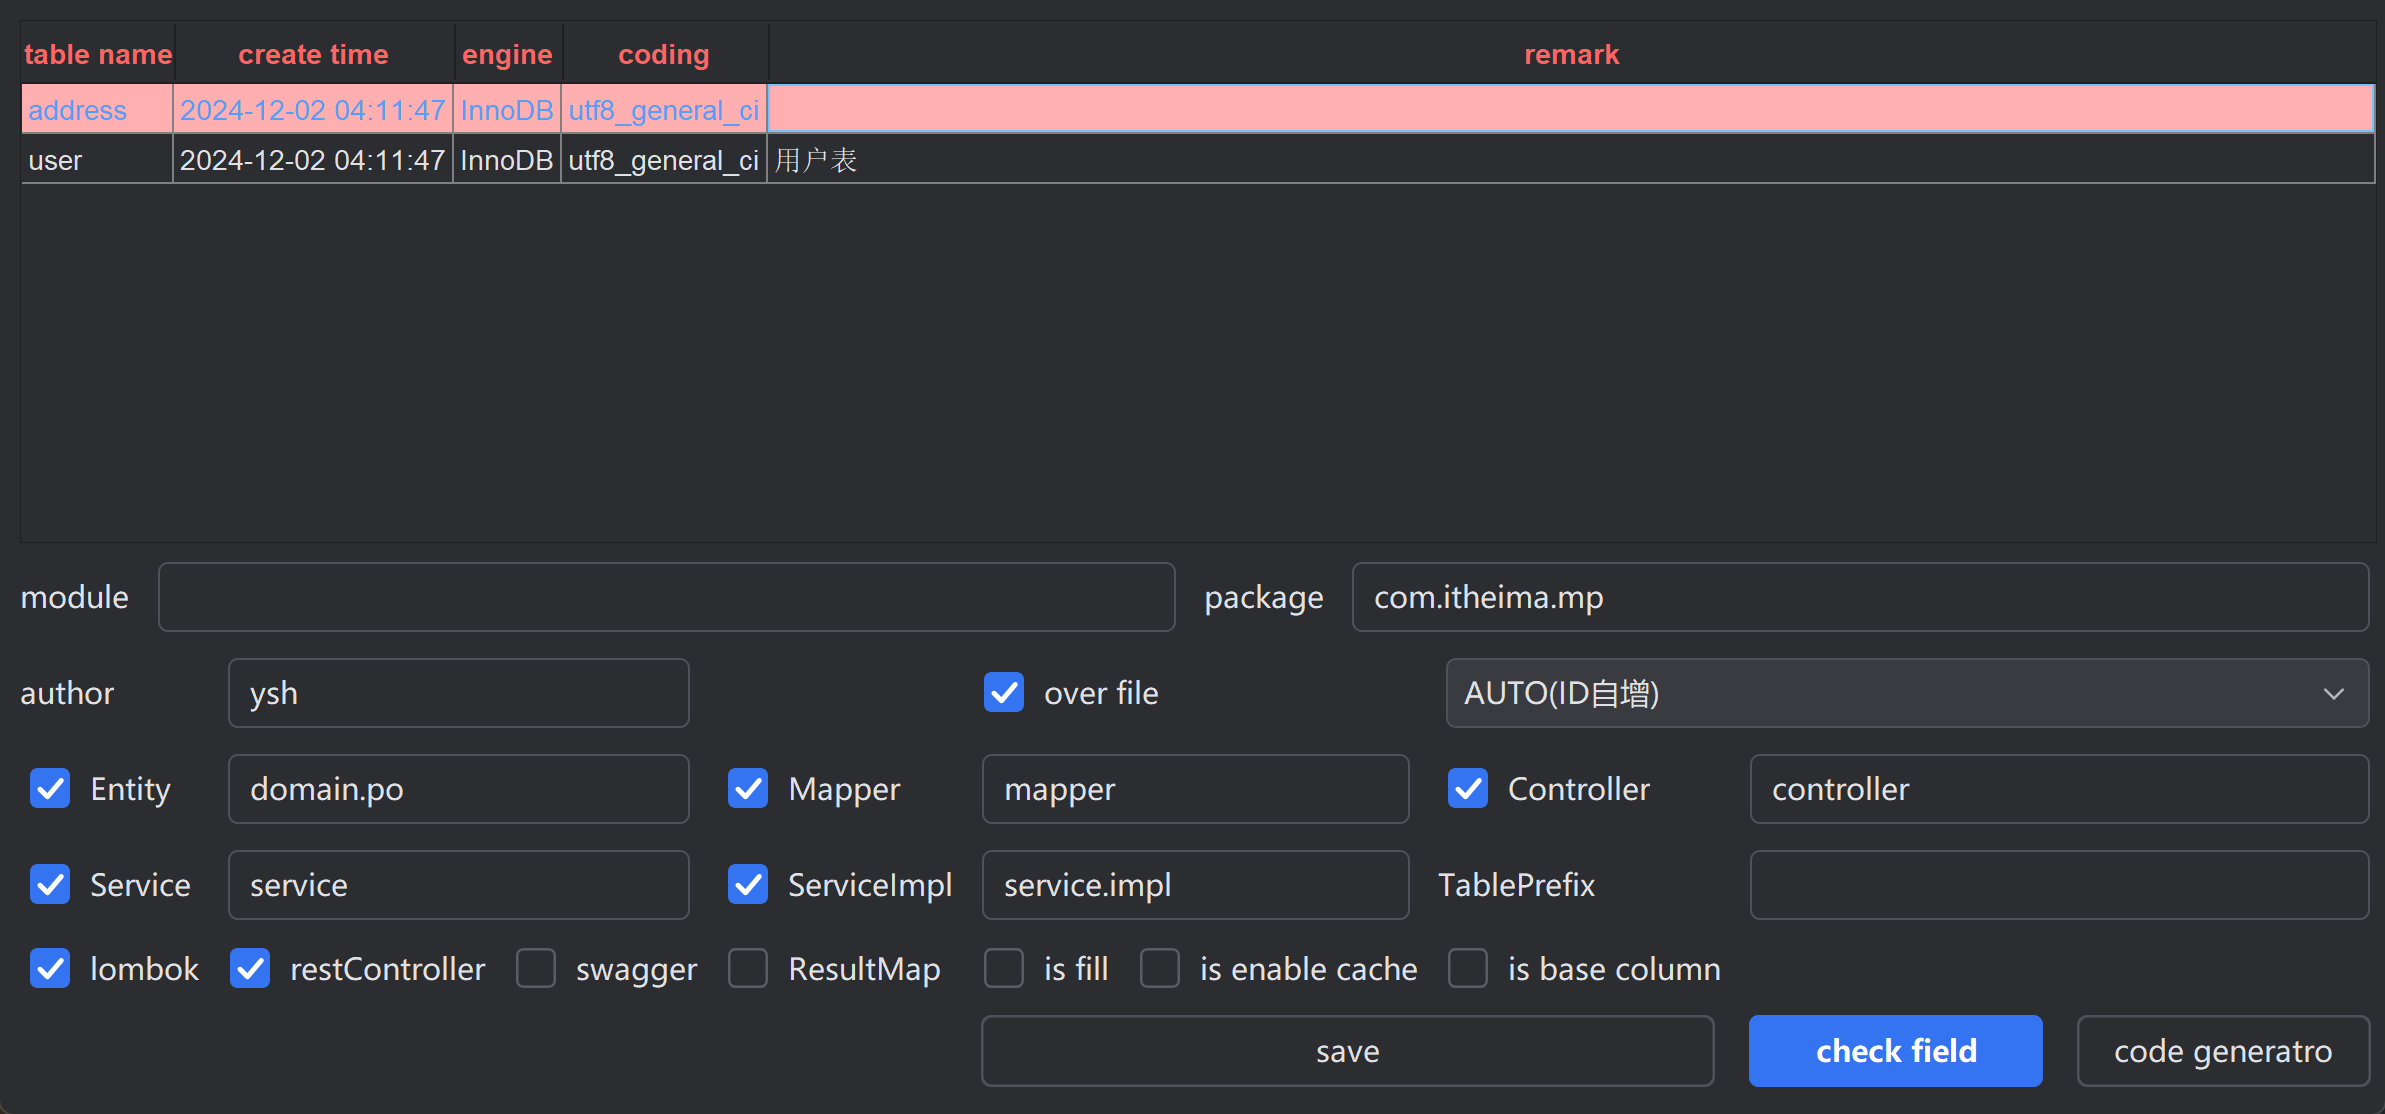 table name create time engine coding remark
address 2024-12-02 04:11:47 InnoDB utf8_general_ci
user 2024-12-02 04:11:47 InnoDB utf8_general_ci 用户表
module package com.itheima.mp
author ysh over file AUTO(ID自增)
Entity domain.po Mapper mapper Controller controller
Service service ServiceImpl service.impl TablePrefix
lombok restController swagger ResultMap is fill is enable cache is base column
save check field code generatro